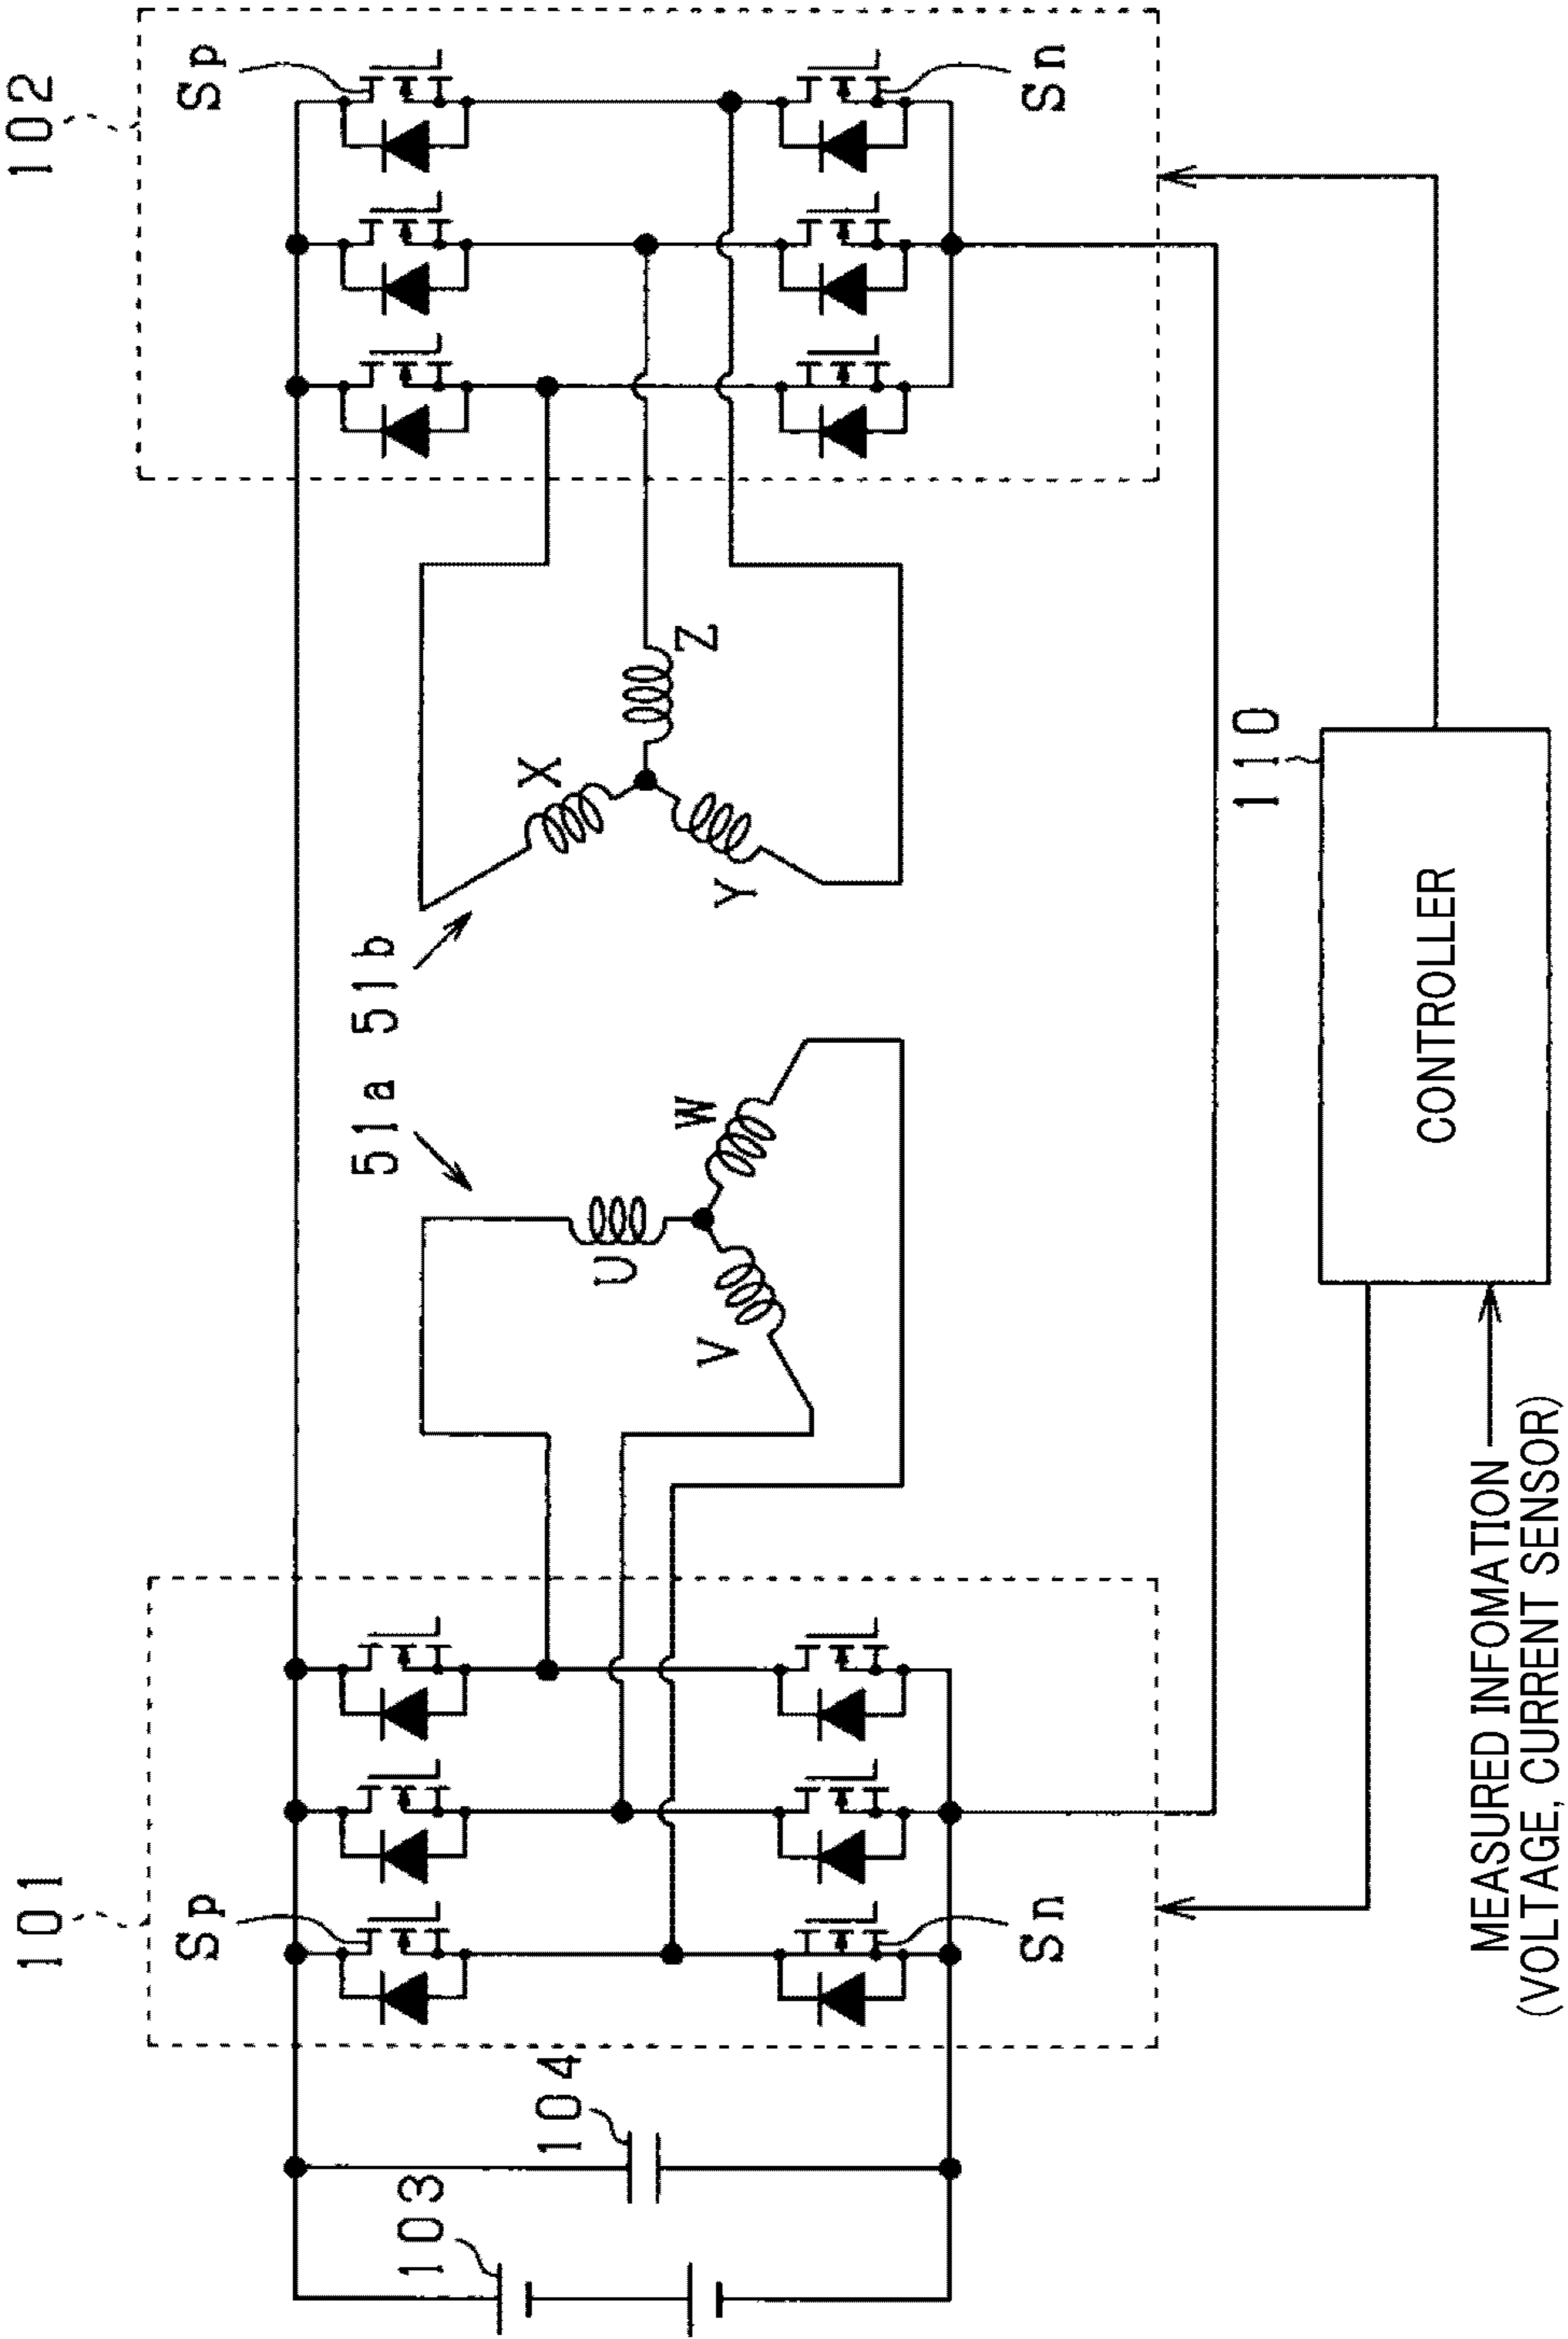 101
102
Sp
Sp
51a
51b
103
104
U
X
V
W
Z
Y
Sn
Sn
110
CONTROLLER
MEASURED INFOMATION
(VOLTAGE, CURRENT SENSOR)